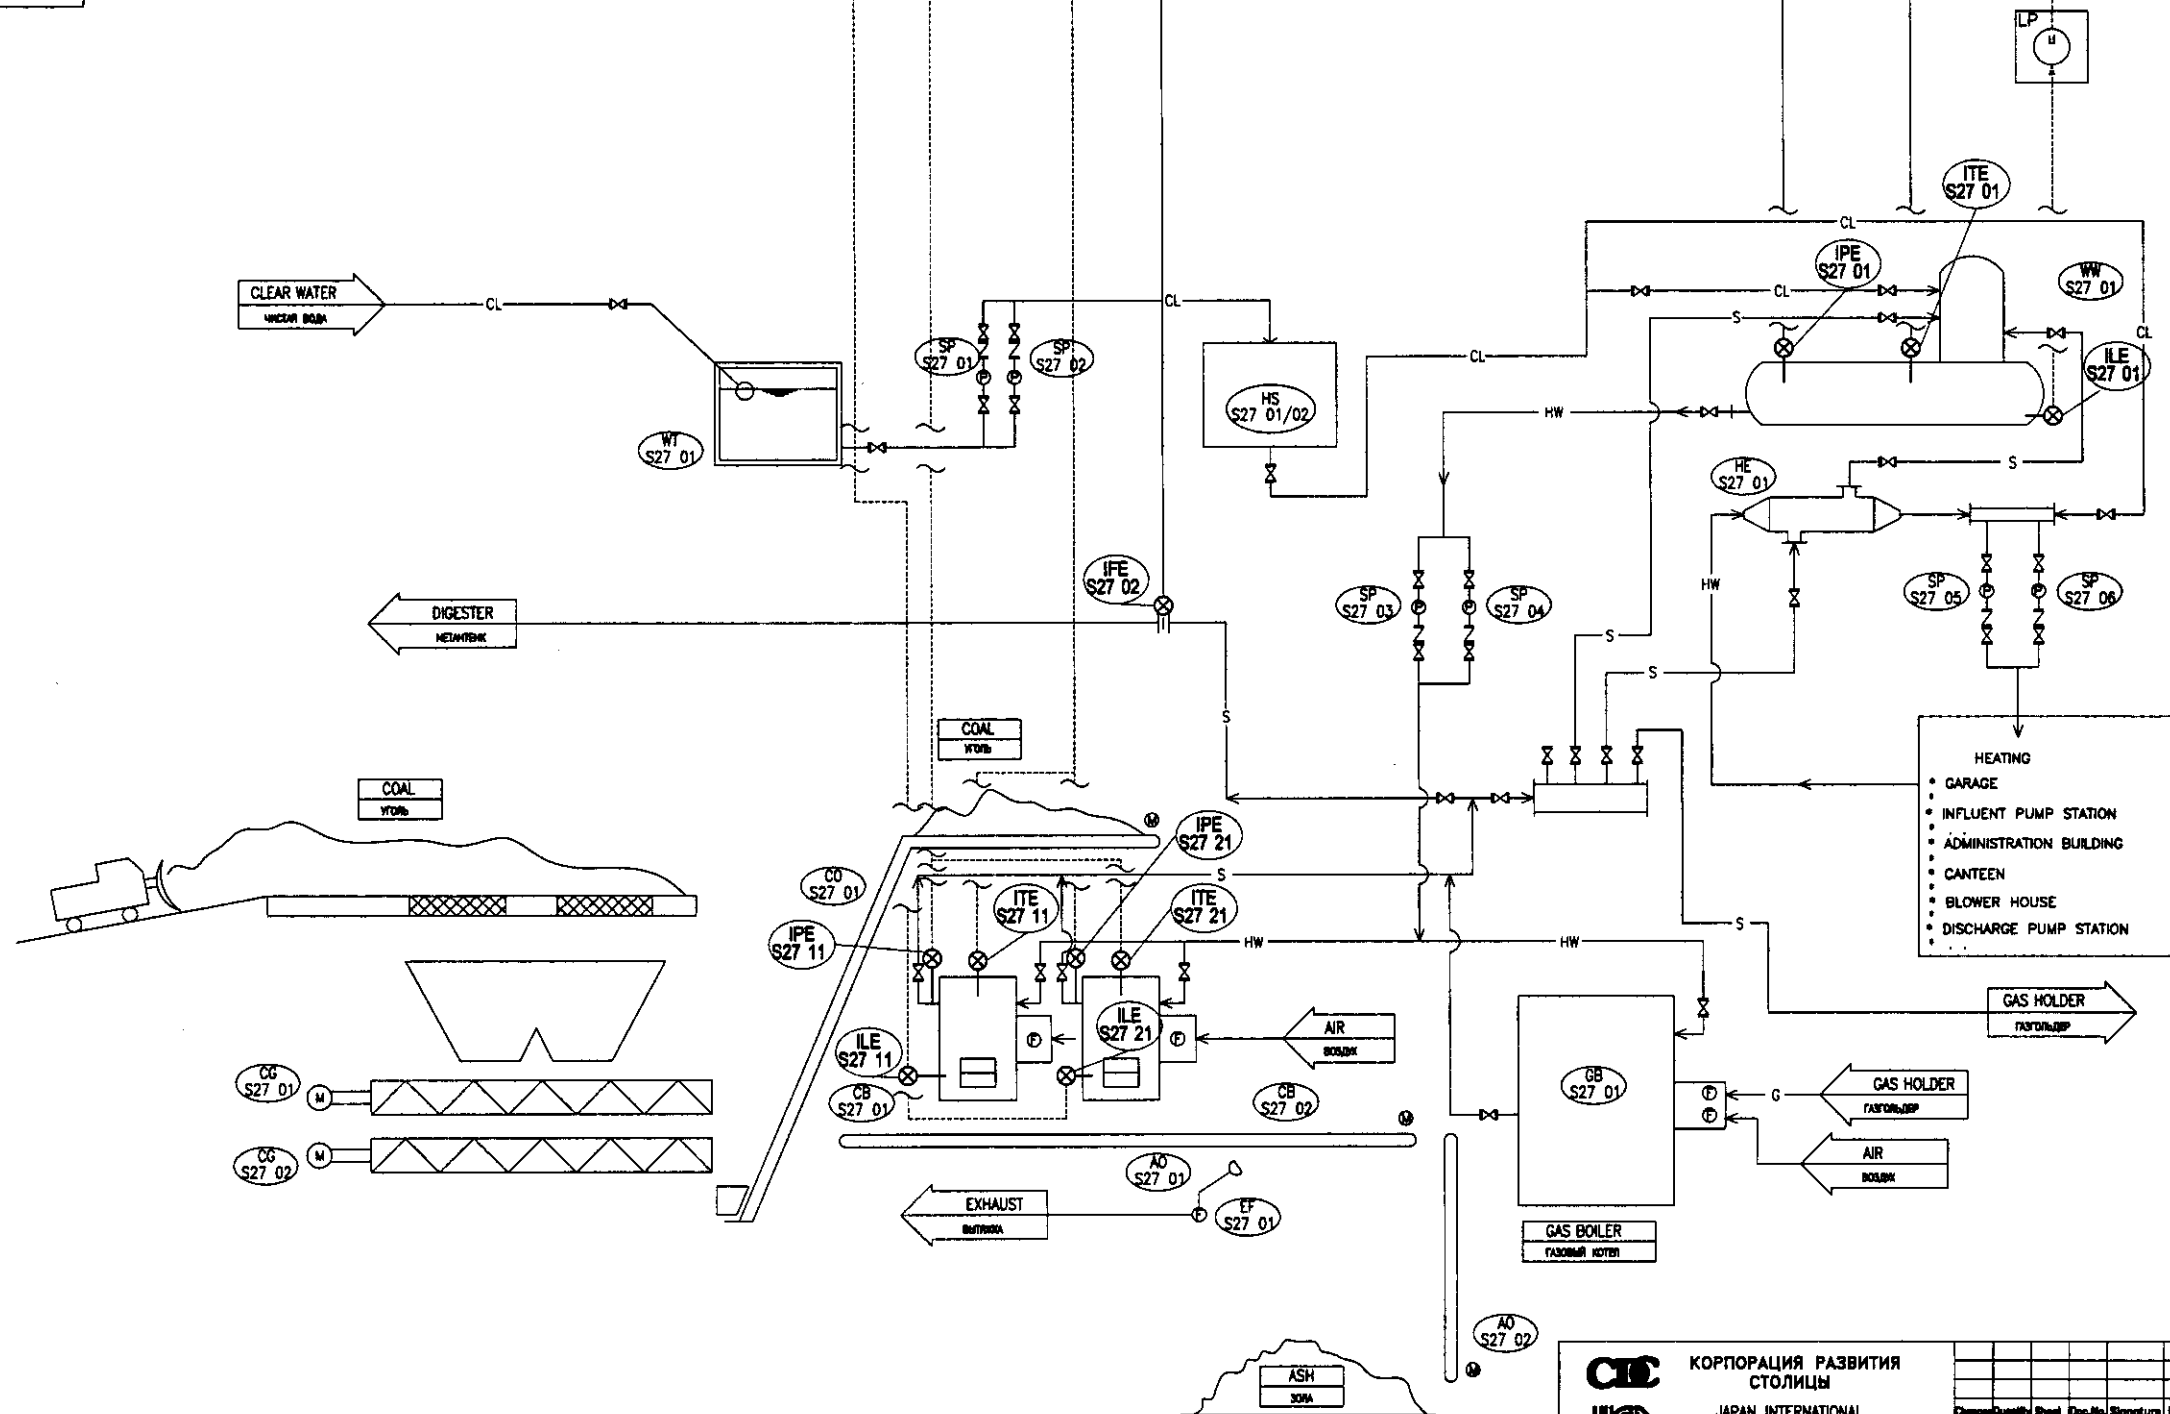 LP
ITE
S27 01
CL
IPE
S27 01
WW
S27 01
CLEAR WATER
ЧИСТАЯ ВОДА
CL
CL
CL
S
CL
SP
S27 01
SP
S27 02
CL
ILE
S27 01
HS
S27 01/02
HW
WT
S27 01
HE
S27 01
S
IFE
S27 02
HW
SP
S27 03
SP
S27 04
SP
S27 05
SP
S27 06
DIGESTER
МЕТАНТЕНК
S
S
S
COAL
УГОЛЬ
HEATING
• GARAGE
• INFLUENT PUMP STATION
• ADMINISTRATION BUILDING
• CANTEEN
• BLOWER HOUSE
• DISCHARGE PUMP STATION
COAL
УГОЛЬ
M
IPE
S27 21
CO
S27 01
S
ITE
S27 11
ITE
S27 21
IPE
S27 11
HW
HW
S
GAS HOLDER
ГАЗГОЛЬДЕР
ILE
S27 21
F
F
AIR
ВОЗДУХ
ILE
S27 11
CG
S27 01
M
CB
S27 01
CB
S27 02
M
GB
S27 01
F
F
G
GAS HOLDER
ГАЗГОЛЬДЕР
CG
S27 02
M
AO
S27 01
AIR
ВОЗДУХ
EXHAUST
ВЫТЯЖКА
F
EF
S27 01
GAS BOILER
ГАЗОВЫЙ КОТЕЛ
AO
S27 02
M
ASH
ЗОЛА
CDC
КОРПОРАЦИЯ РАЗВИТИЯ
СТОЛИЦЫ
JAPAN INTERNATIONAL
Change Quantity Sheet Doc.No. Signature